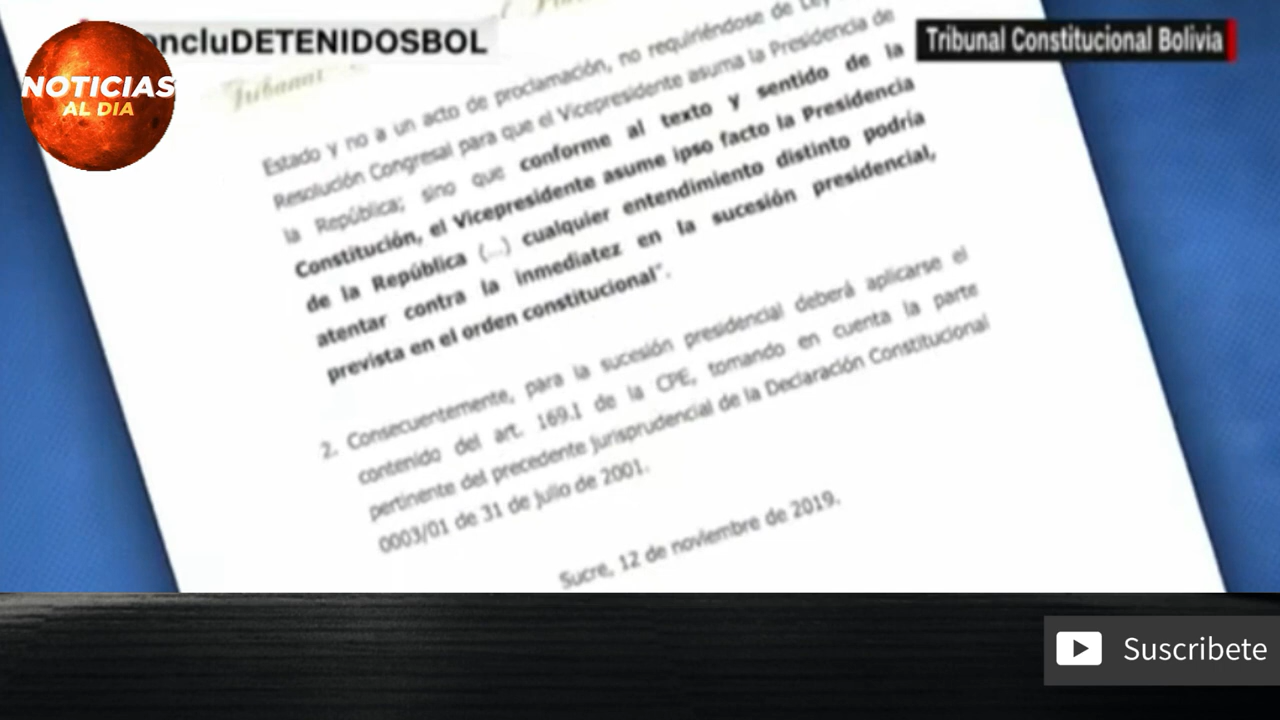 encluDETENIDOSBOL
Tribunal Constitucional Bolivia
NOTICIAS
AL DIA
Tribunal
Estado y no a un acto de proclamación, no requiriéndose de Ley
Resolución Congresal para que el Vicepresidente asuma la Presidencia de
la República; sino que conforme al texto y sentido de la
Constitución, el Vicepresidente asume ipso facto la Presidencia
de la República (...) cualquier entendimiento distinto podría
atentar contra la inmediatez en la sucesión presidencial,
prevista en el orden constitucional".
2. Consecuentemente, para la sucesión presidencial deberá aplicarse el
contenido del art. 169.I de la CPE, tomando en cuenta la parte
pertinente del precedente jurisprudencial de la Declaración Constitucional
0003/01 de 31 de julio de 2001.
Sucre, 12 de noviembre de 2019.
Suscribete